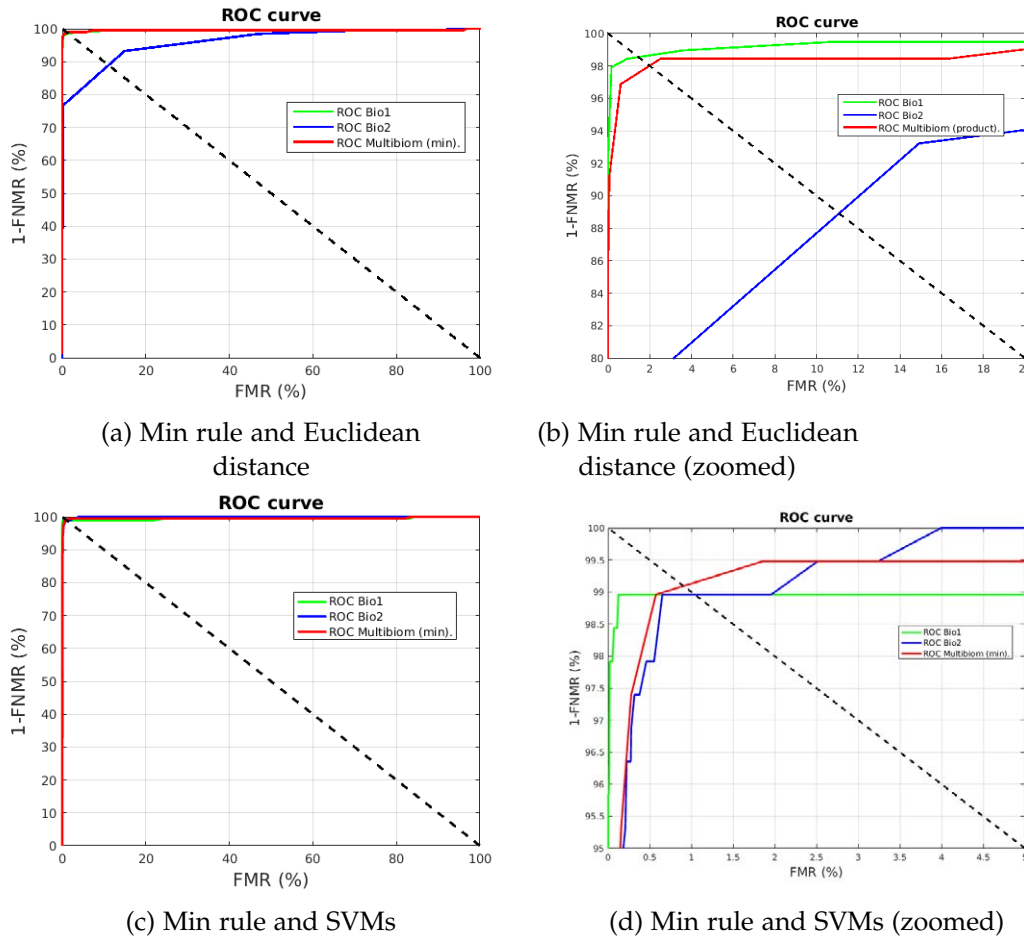 ROC curve
100
90
80
70
60
50
40
30
20
10
0
1-FNMR (%)
ROC Bio1
ROC Bio2
ROC Multibiom (min).
0 20 40 60 80 100
FMR (%)
(a) Min rule and Euclidean
distance
ROC curve
100
98
96
94
92
90
88
86
84
82
80
1-FNMR (%)
ROC Bio1
ROC Bio2
ROC Multibiom (product).
0 2 4 6 8 10 12 14 16 18 20
FMR (%)
(b) Min rule and Euclidean
distance (zoomed)
ROC curve
100
90
80
70
60
50
40
30
20
10
0
1-FNMR (%)
ROC Bio1
ROC Bio2
ROC Multibiom (min).
0 20 40 60 80 100
FMR (%)
(c) Min rule and SVMs
ROC curve
100
99.5
99
98.5
98
97.5
97
96.5
96
95.5
95
1-FNMR (%)
ROC Bio1
ROC Bio2
ROC Multibiom (min).
0 0.5 1 1.5 2 2.5 3 3.5 4 4.5 5
FMR (%)
(d) Min rule and SVMs (zoomed)